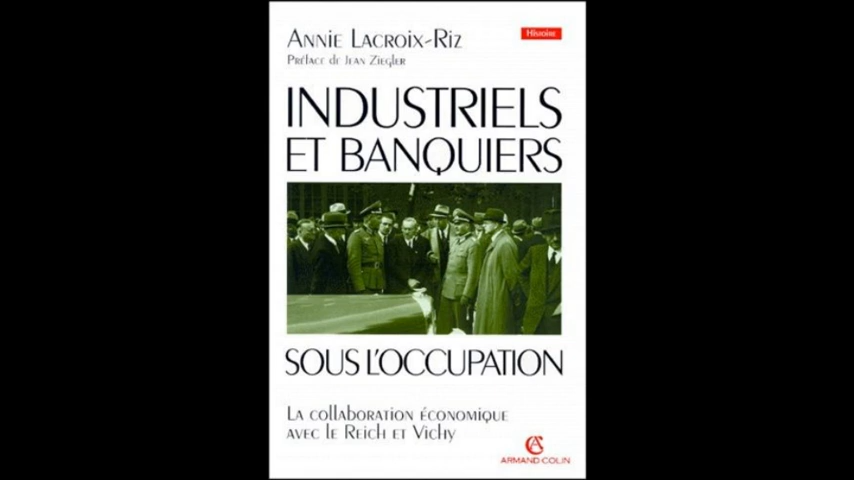 Annie Lacroix-Riz
Histoire
Préface de Jean Ziegler
INDUSTRIELS
ET BANQUIERS
SOUS L'OCCUPATION
La collaboration économique
avec le Reich et Vichy
AC
ARMAND COLIN